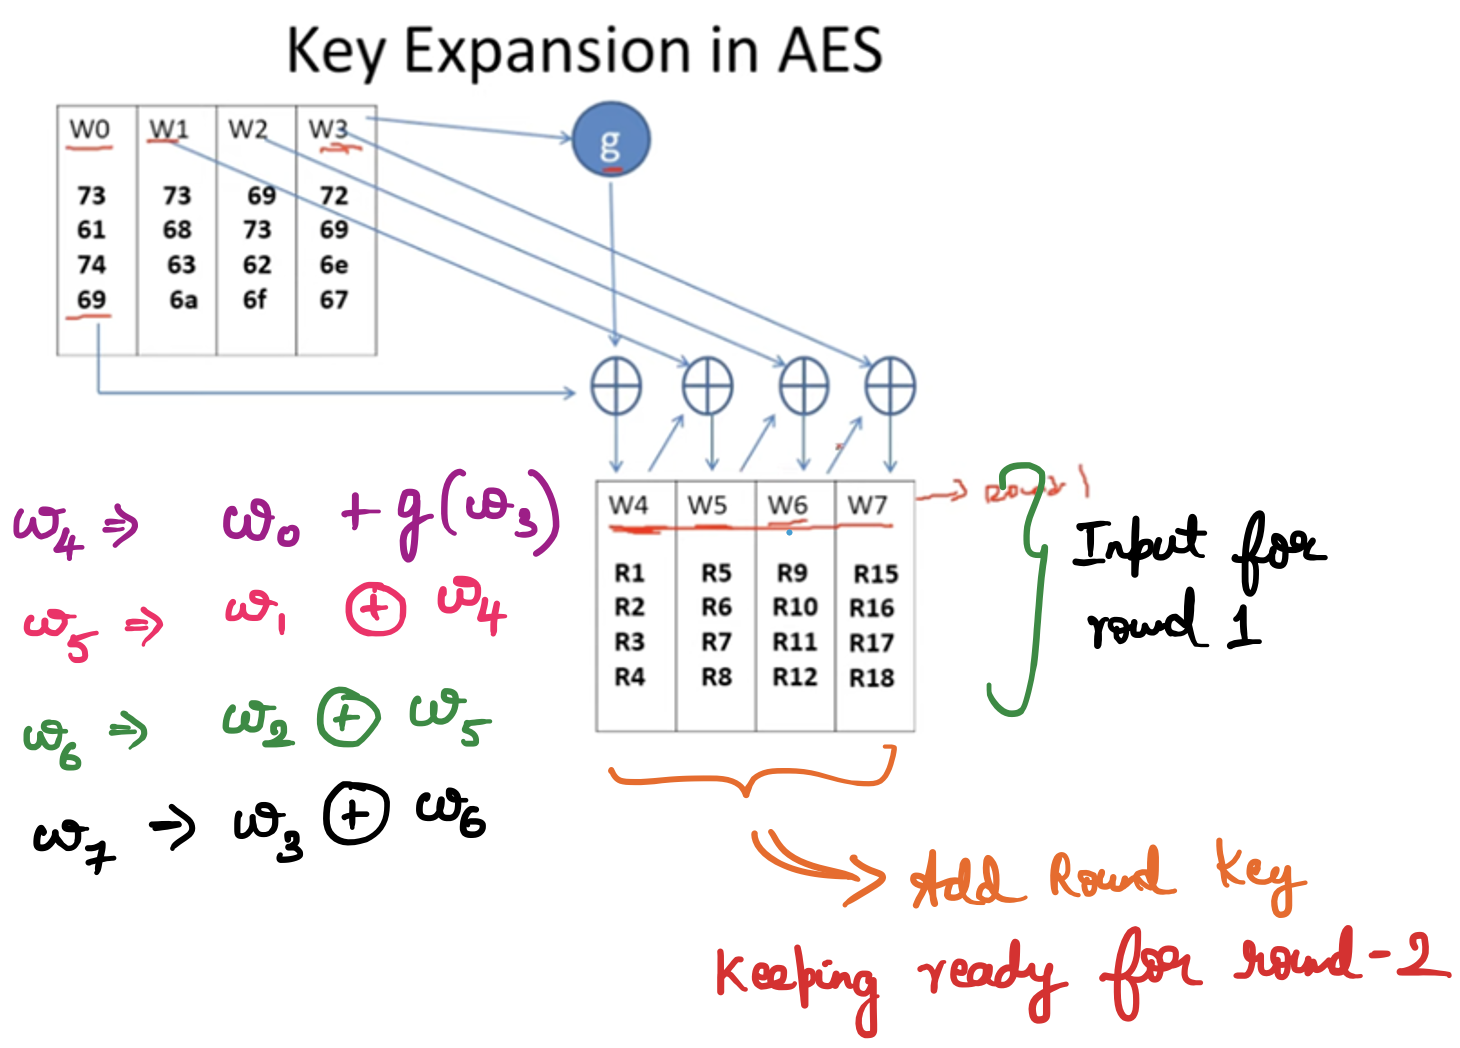 Key Expansion in AES
W0 W1 W2 W3
g
73 73 69 72
61 68 73 69
74 63 62 6e
69 6a 6f 67
W4 W5 W6 W7
Round 1
R1 R5 R9 R15
R2 R6 R10 R16
R3 R7 R11 R17
R4 R8 R12 R18
Input for
round 1
w4 ⇒ w0 + g(w3)
w5 ⇒ w1 ⊕ w4
w6 ⇒ w2 ⊕ w5
w7 → w3 ⊕ w6
Add Round Key
Keeping ready for round-2